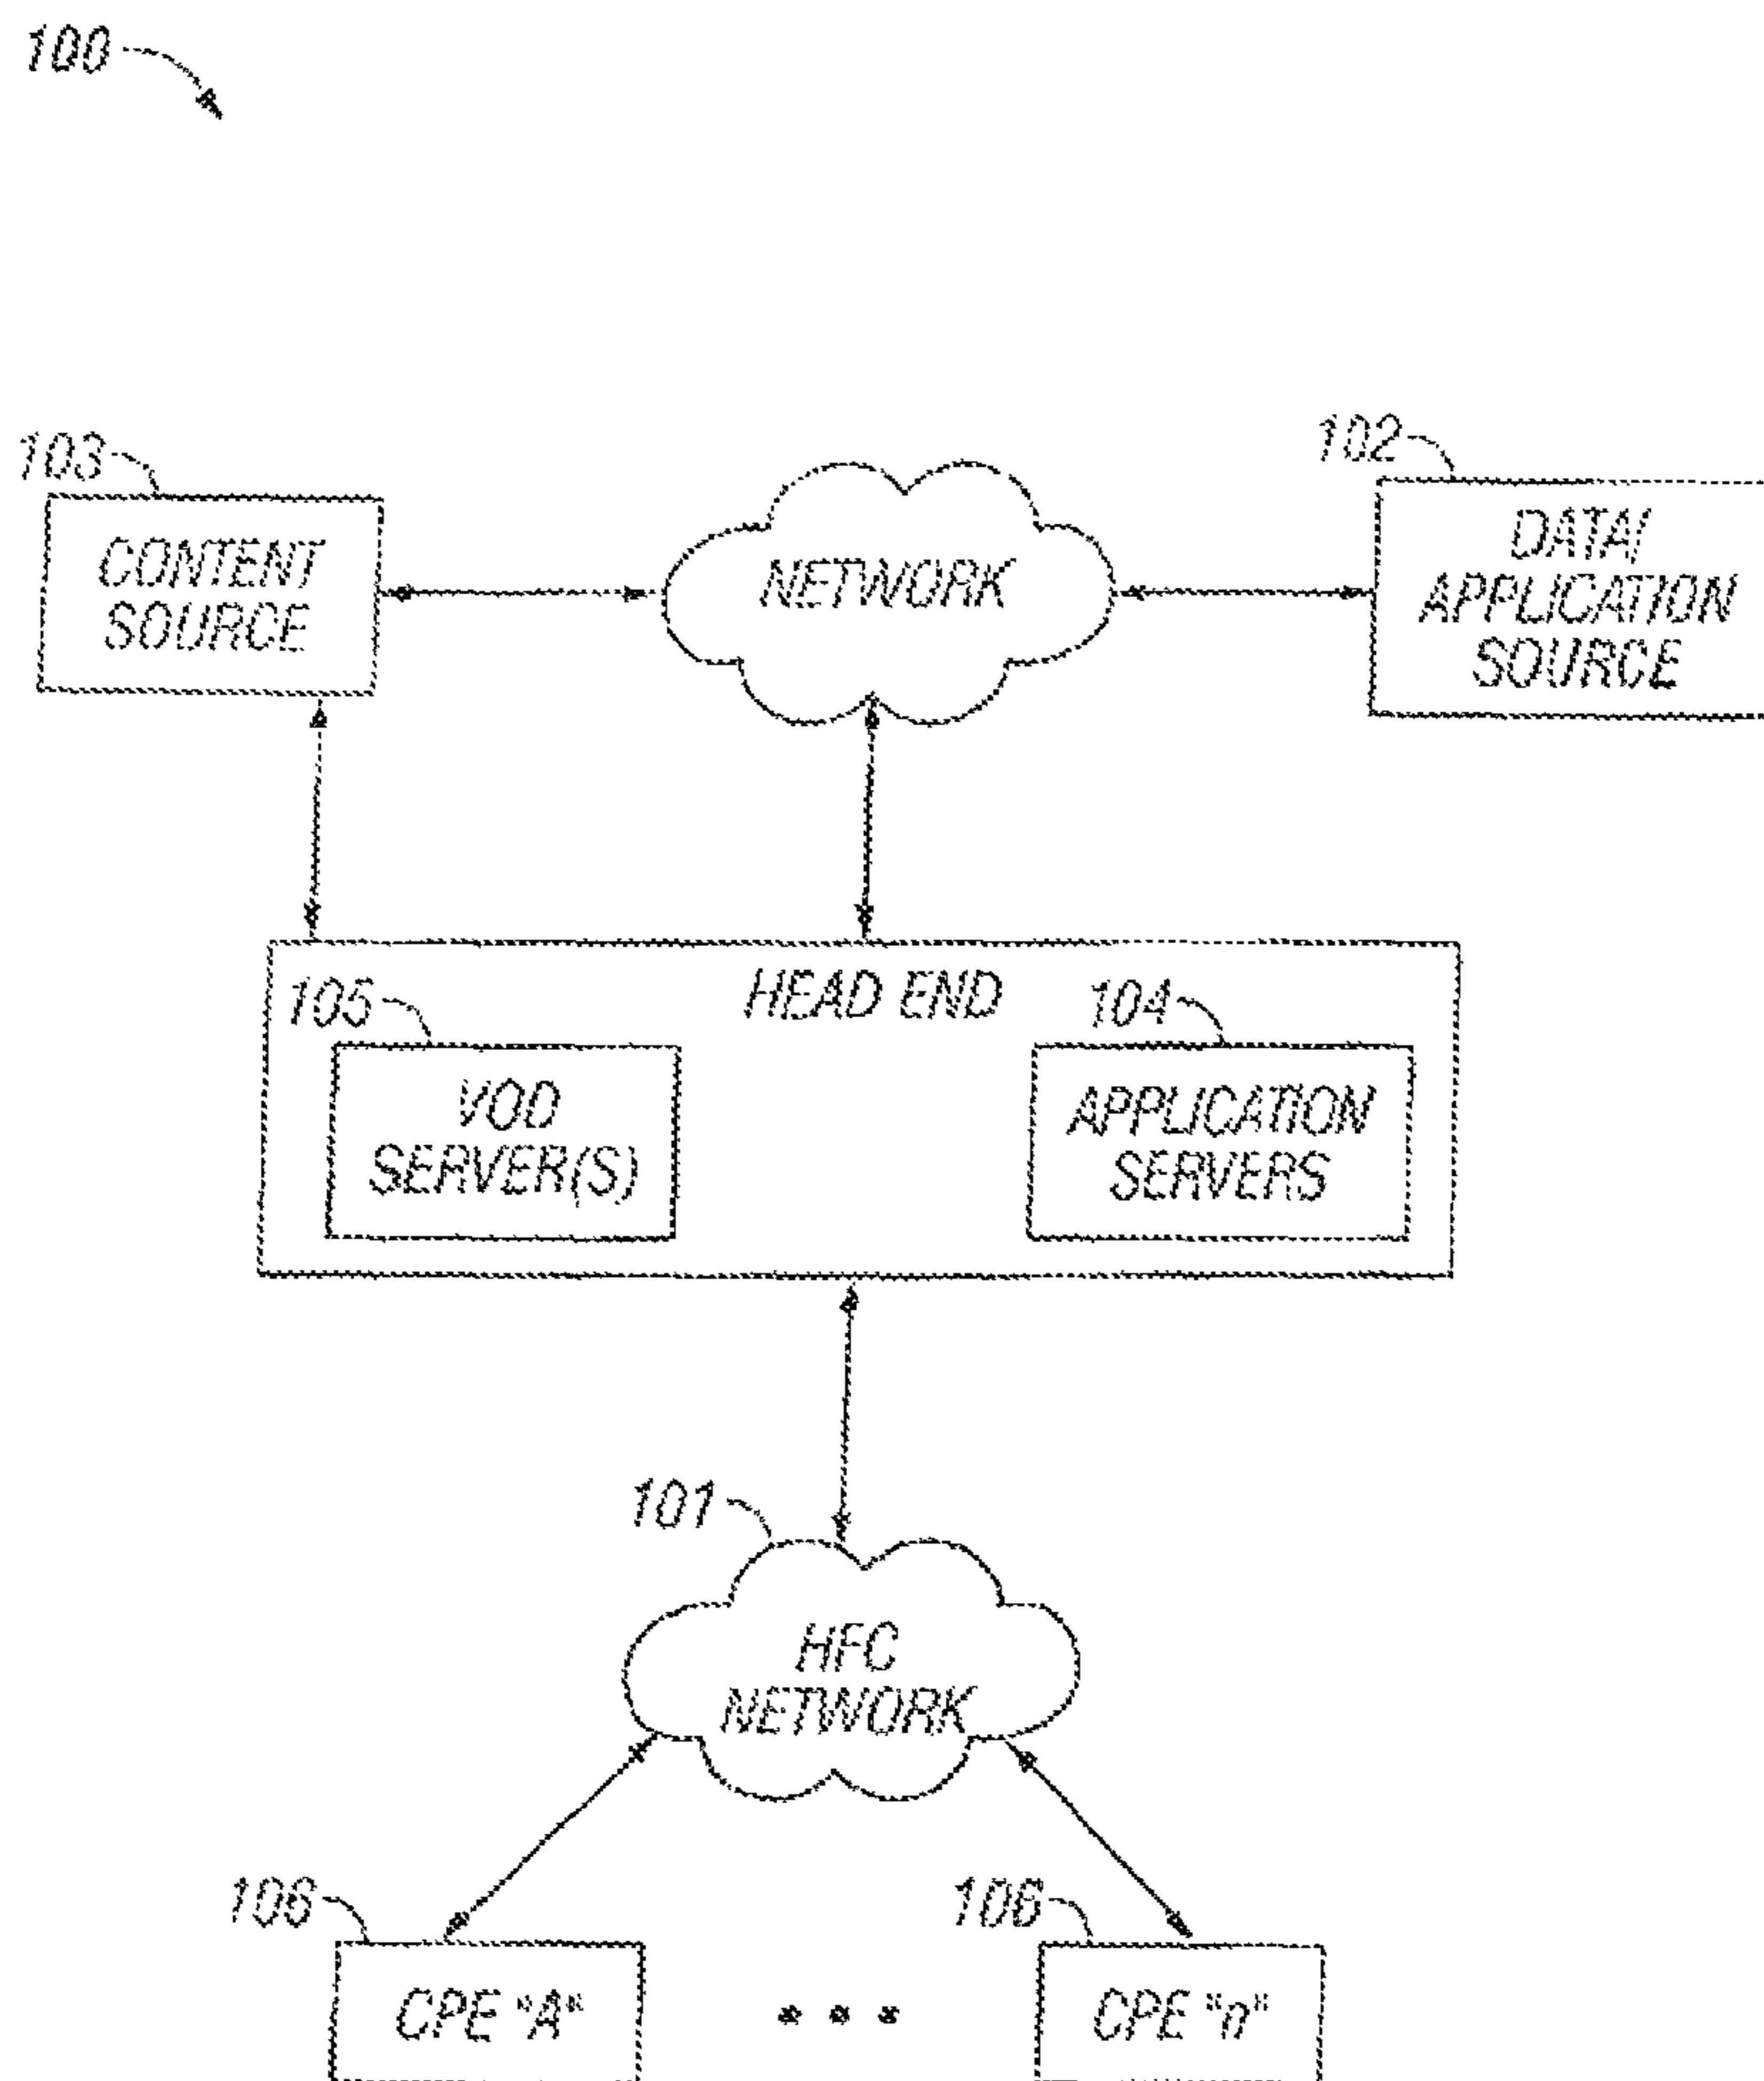 100
103
102
CONTENT
SOURCE
NETWORK
DATA/
APPLICATION
SOURCE
HEAD END
105
104
VOD
SERVER(S)
APPLICATION
SERVERS
101
HFC
NETWORK
106
106
CPE "A"
CPE "n"